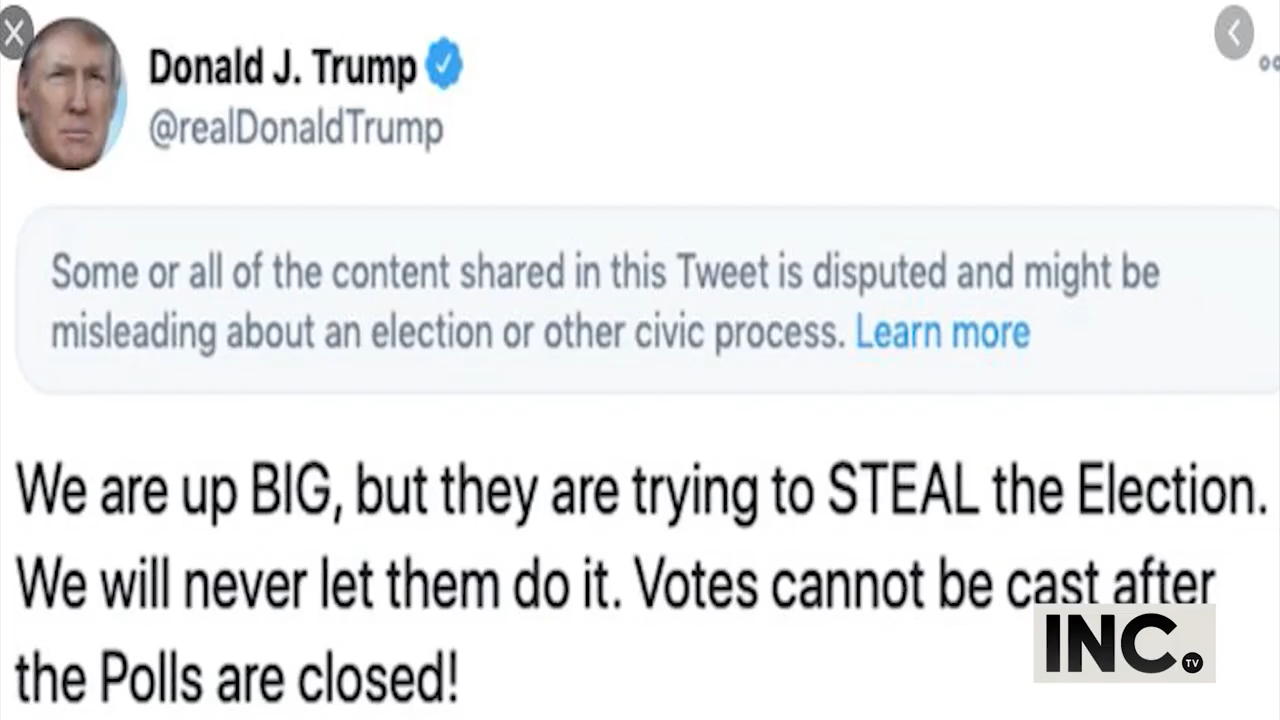 Donald J. Trump
@realDonaldTrump
Some or all of the content shared in this Tweet is disputed and might be
misleading about an election or other civic process. Learn more
We are up BIG, but they are trying to STEAL the Election.
We will never let them do it. Votes cannot be cast after
the Polls are closed!
INC.
TV